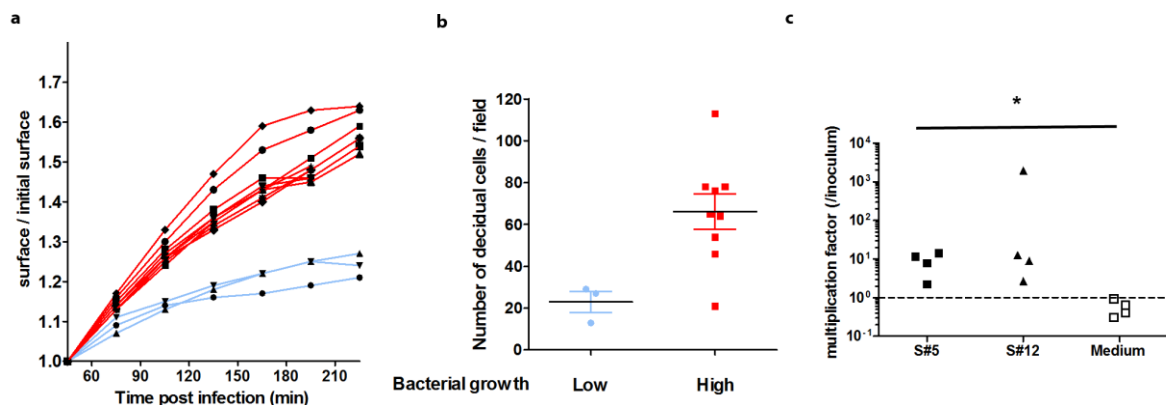 a
surface / initial surface
1.7
1.6
1.5
1.4
1.3
1.2
1.1
1.0
60 90 120 150 180 210
Time post infection (min)
b
Number of decidual cells / field
120
100
80
60
40
20
0
Bacterial growth Low High
c
*
multiplication factor (/inoculum)
10^4
10^3
10^2
10^1
10^0
10^-1
S#5 S#12 Medium